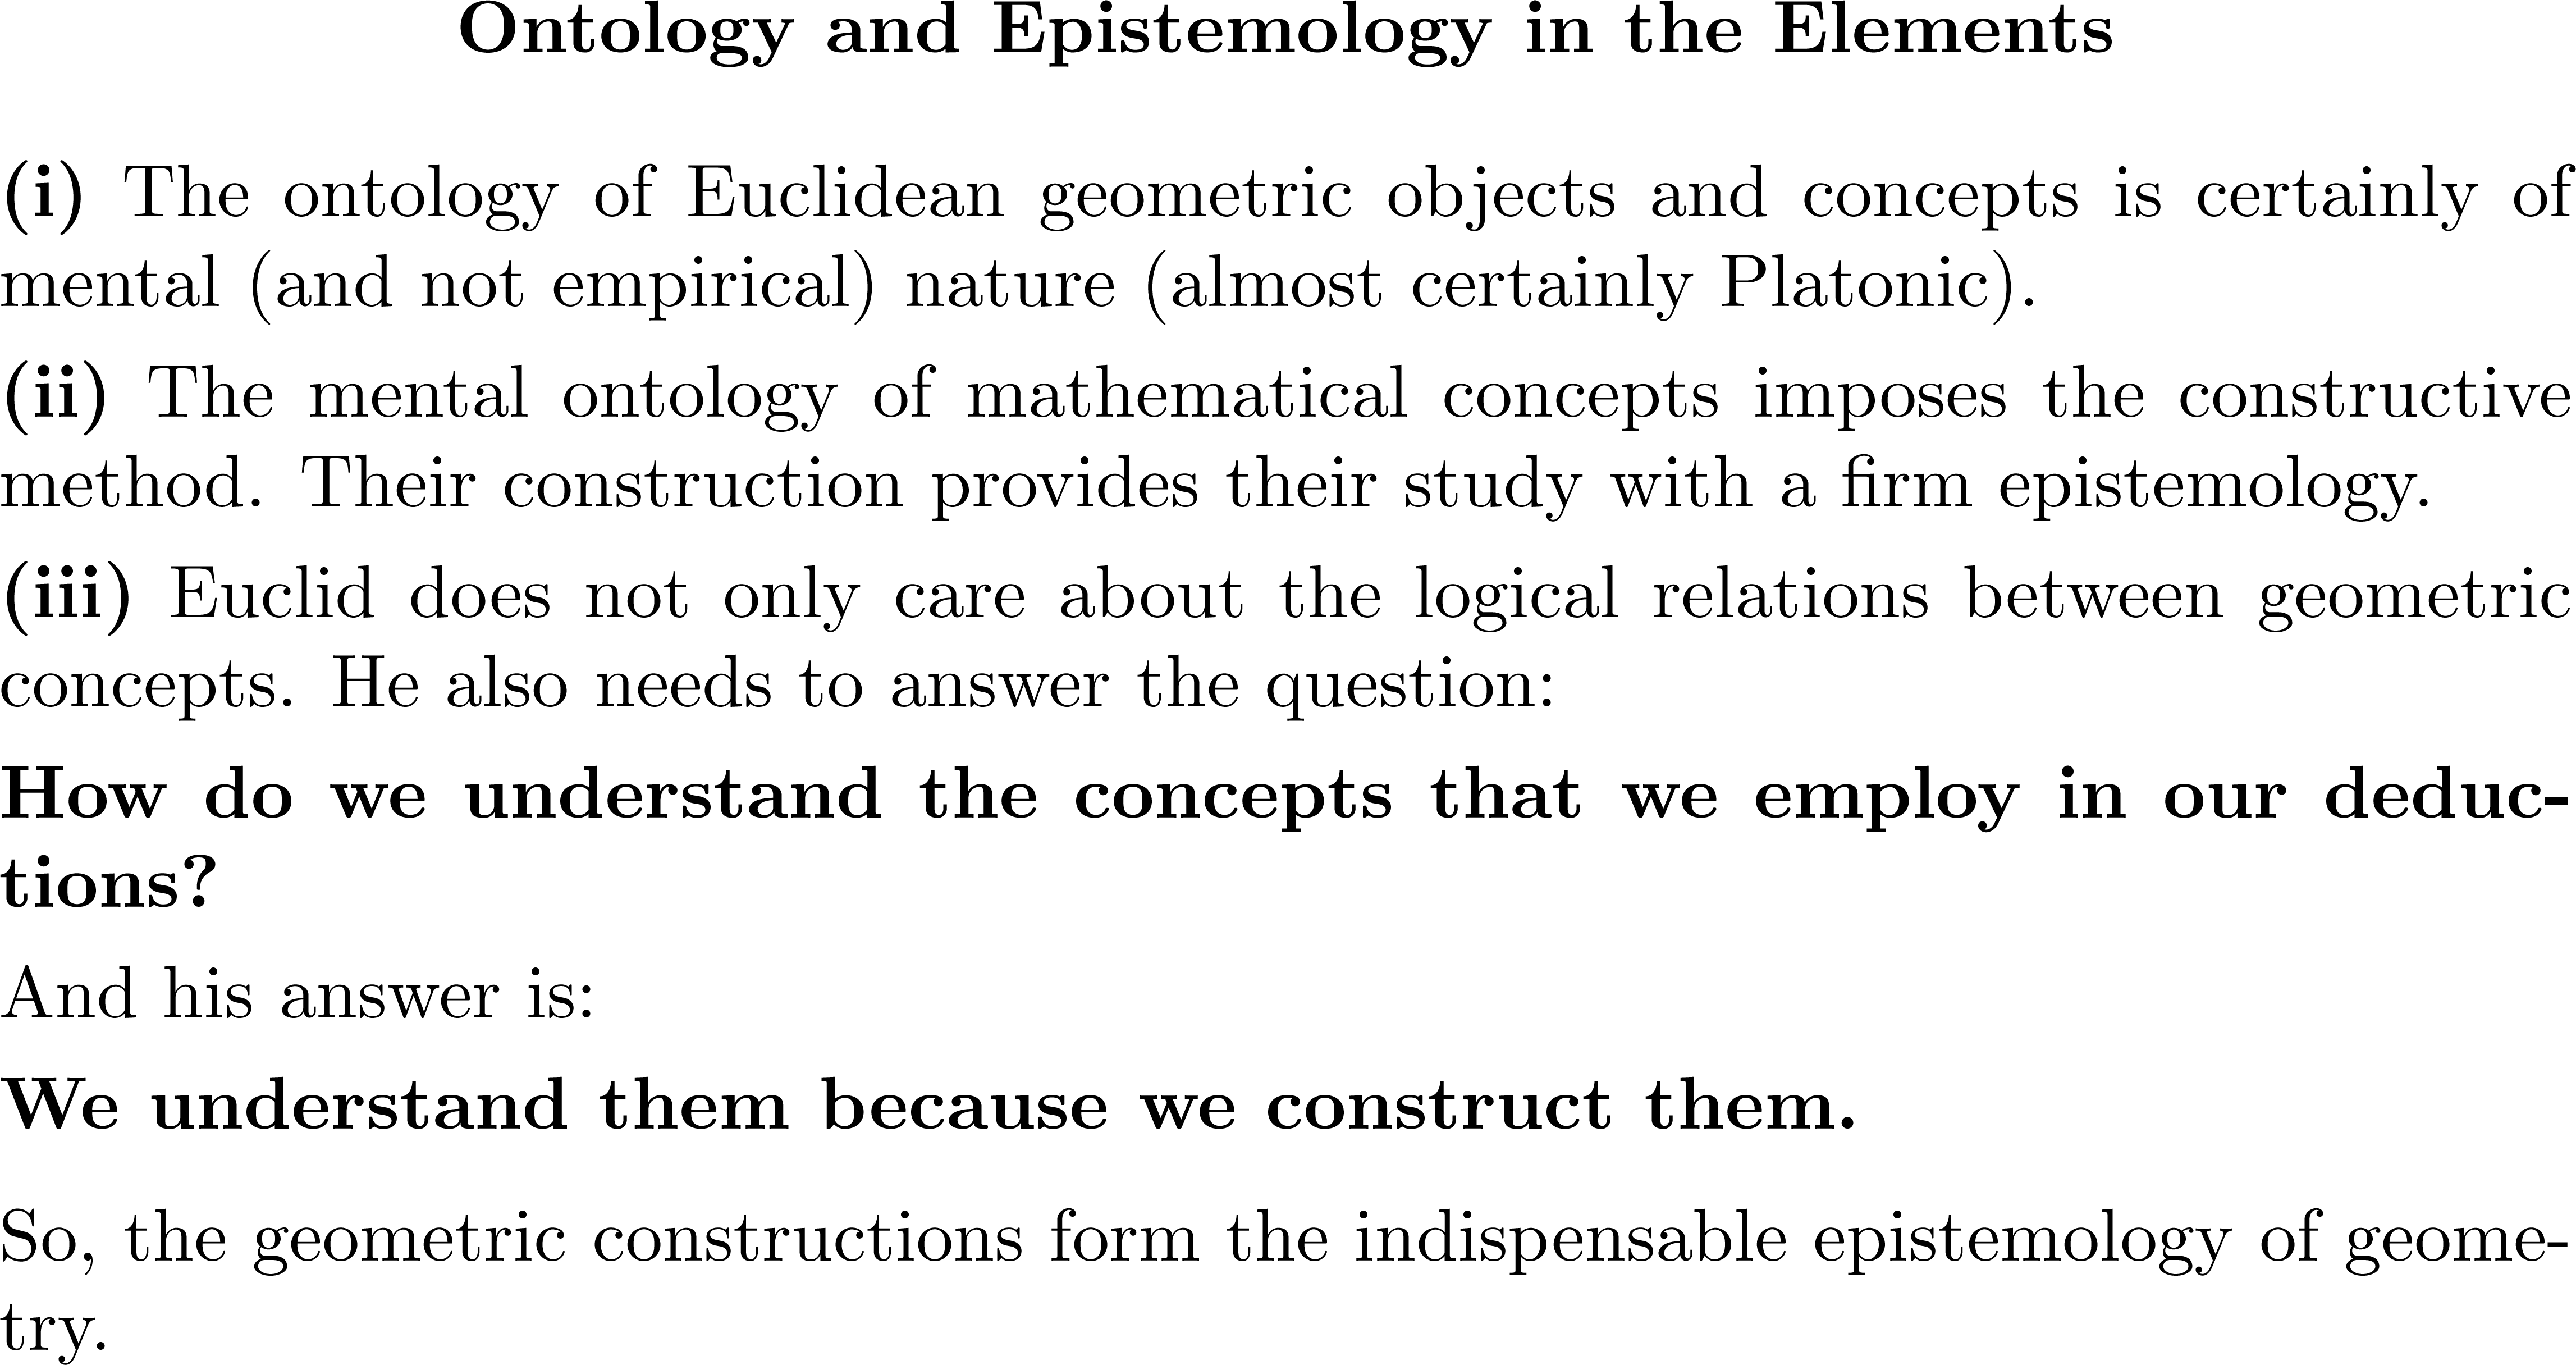 Ontology and Epistemology in the Elements
(i) The ontology of Euclidean geometric objects and concepts is certainly of
mental (and not empirical) nature (almost certainly Platonic).
(ii) The mental ontology of mathematical concepts imposes the constructive
method. Their construction provides their study with a firm epistemology.
(iii) Euclid does not only care about the logical relations between geometric
concepts. He also needs to answer the question:
How do we understand the concepts that we employ in our deduc-
tions?
And his answer is:
We understand them because we construct them.
So, the geometric constructions form the indispensable epistemology of geome-
try.